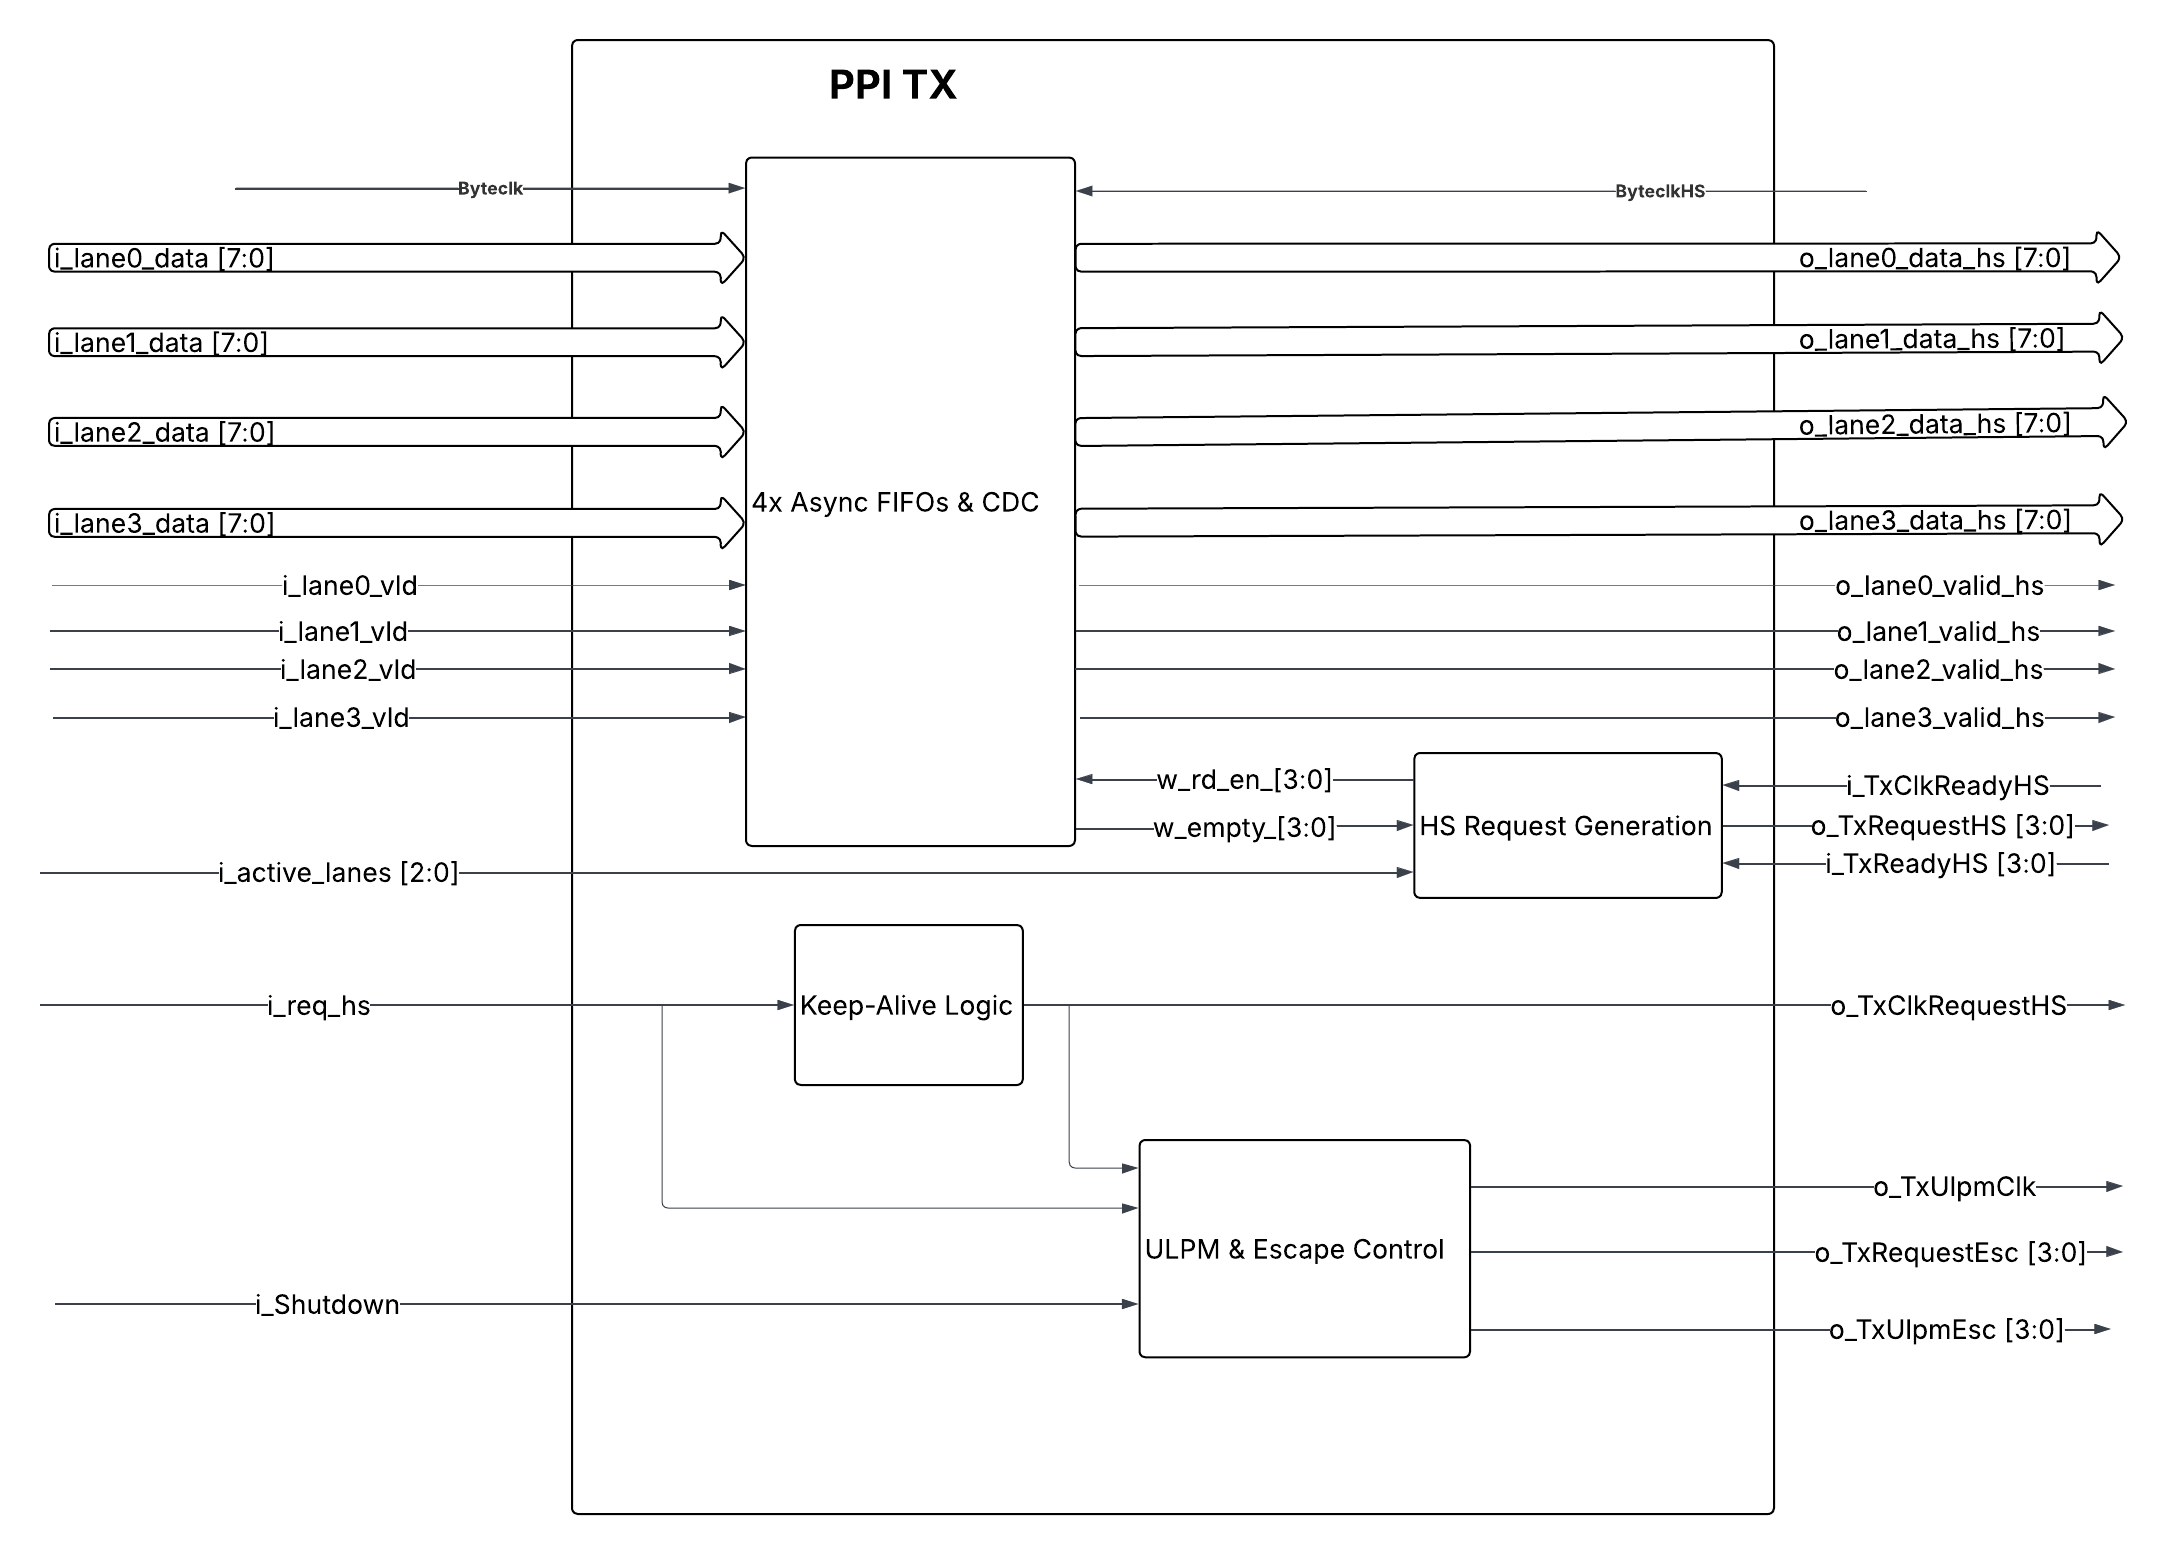 PPI TX
Byteclk
ByteclkHS
i_lane0_data [7:0]
o_lane0_data_hs [7:0]
i_lane1_data [7:0]
o_lane1_data_hs [7:0]
i_lane2_data [7:0]
o_lane2_data_hs [7:0]
4x Async FIFOs & CDC
i_lane3_data [7:0]
o_lane3_data_hs [7:0]
i_lane0_vld
o_lane0_valid_hs
i_lane1_vld
o_lane1_valid_hs
i_lane2_vld
o_lane2_valid_hs
i_lane3_vld
o_lane3_valid_hs
w_rd_en_[3:0]
i_TxClkReadyHS
w_empty_[3:0]
HS Request Generation
o_TxRequestHS [3:0]
i_TxReadyHS [3:0]
i_active_lanes [2:0]
i_req_hs
Keep-Alive Logic
o_TxClkRequestHS
o_TxUlpmClk
ULPM & Escape Control
o_TxRequestEsc [3:0]
i_Shutdown
o_TxUlpmEsc [3:0]